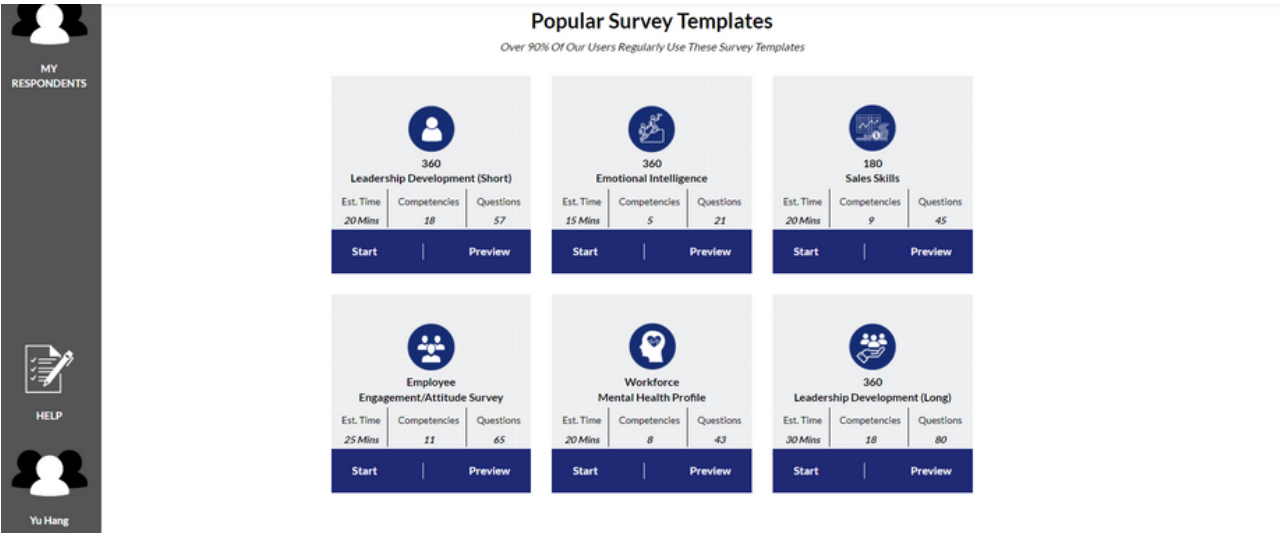 MY
RESPONDENTS
HELP
Yu Hang
Popular Survey Templates
Over 90% Of Our Users Regularly Use These Survey Templates
360
Leadership Development (Short)
Est. Time Competencies Questions
20 Mins 18 57
Start Preview
360
Emotional Intelligence
Est. Time Competencies Questions
15 Mins 5 21
Start Preview
180
Sales Skills
Est. Time Competencies Questions
20 Mins 9 45
Start Preview
Employee
Engagement/Attitude Survey
Est. Time Competencies Questions
25 Mins 11 65
Start Preview
Workforce
Mental Health Profile
Est. Time Competencies Questions
20 Mins 8 43
Start Preview
360
Leadership Development (Long)
Est. Time Competencies Questions
30 Mins 18 80
Start Preview